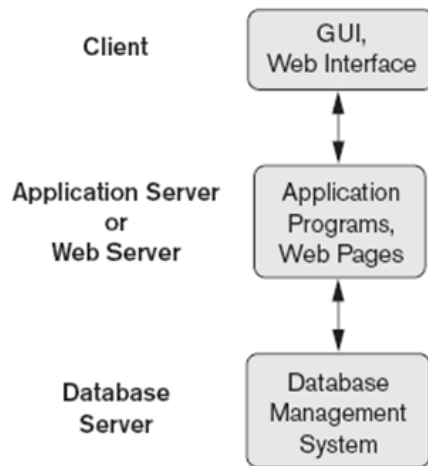 Client
GUI,
Web Interface
Application Server
or
Web Server
Application
Programs,
Web Pages
Database
Server
Database
Management
System